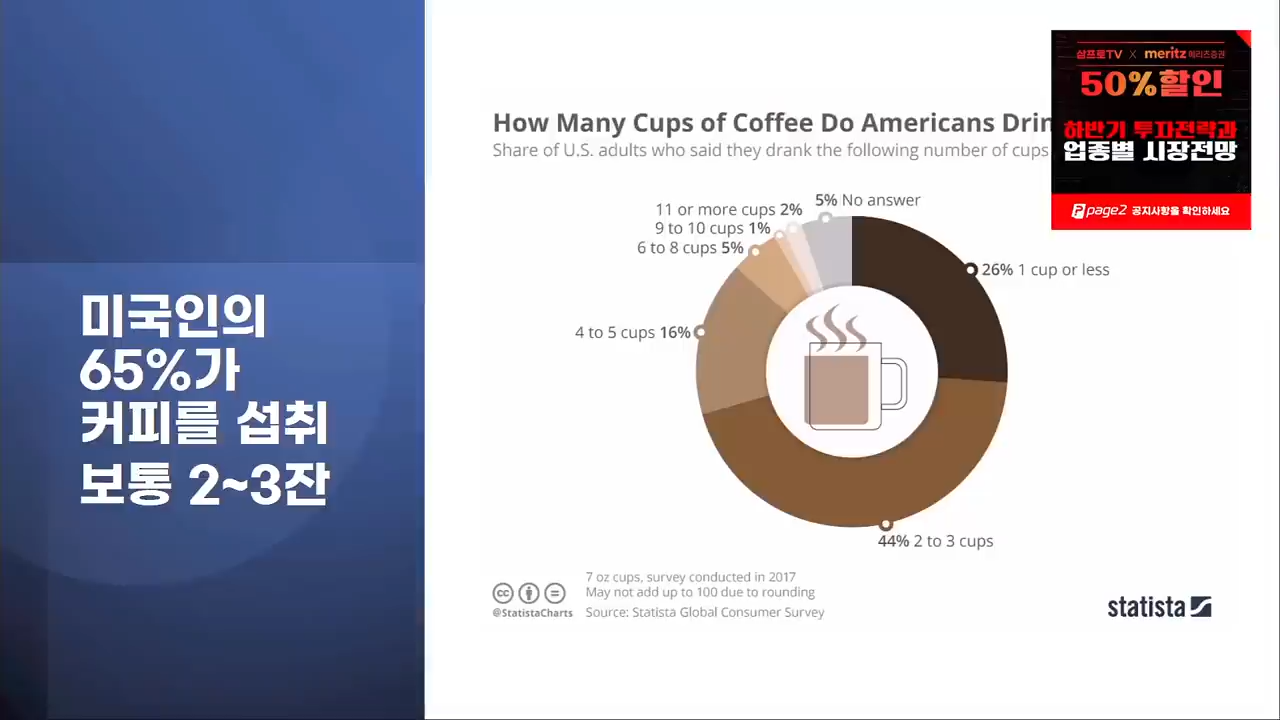 미국인의
65%가
커피를 섭취
보통 2~3잔
How Many Cups of Coffee Do Americans
Share of U.S. adults who said they drank the following number of cups
5% No answer
11 or more cups 2%
9 to 10 cups 1%
6 to 8 cups 5%
26% 1 cup or less
4 to 5 cups 16%
44% 2 to 3 cups
7 oz cups, survey conducted in 2017
May not add up to 100 due to rounding
@StatistaCharts Source: Statista Global Consumer Survey
cc
statista
삼프로TV X meritz 메리츠증권
50%할인
하반기 투자전략과
업종별 시장전망
page2 공지사항을 확인하세요